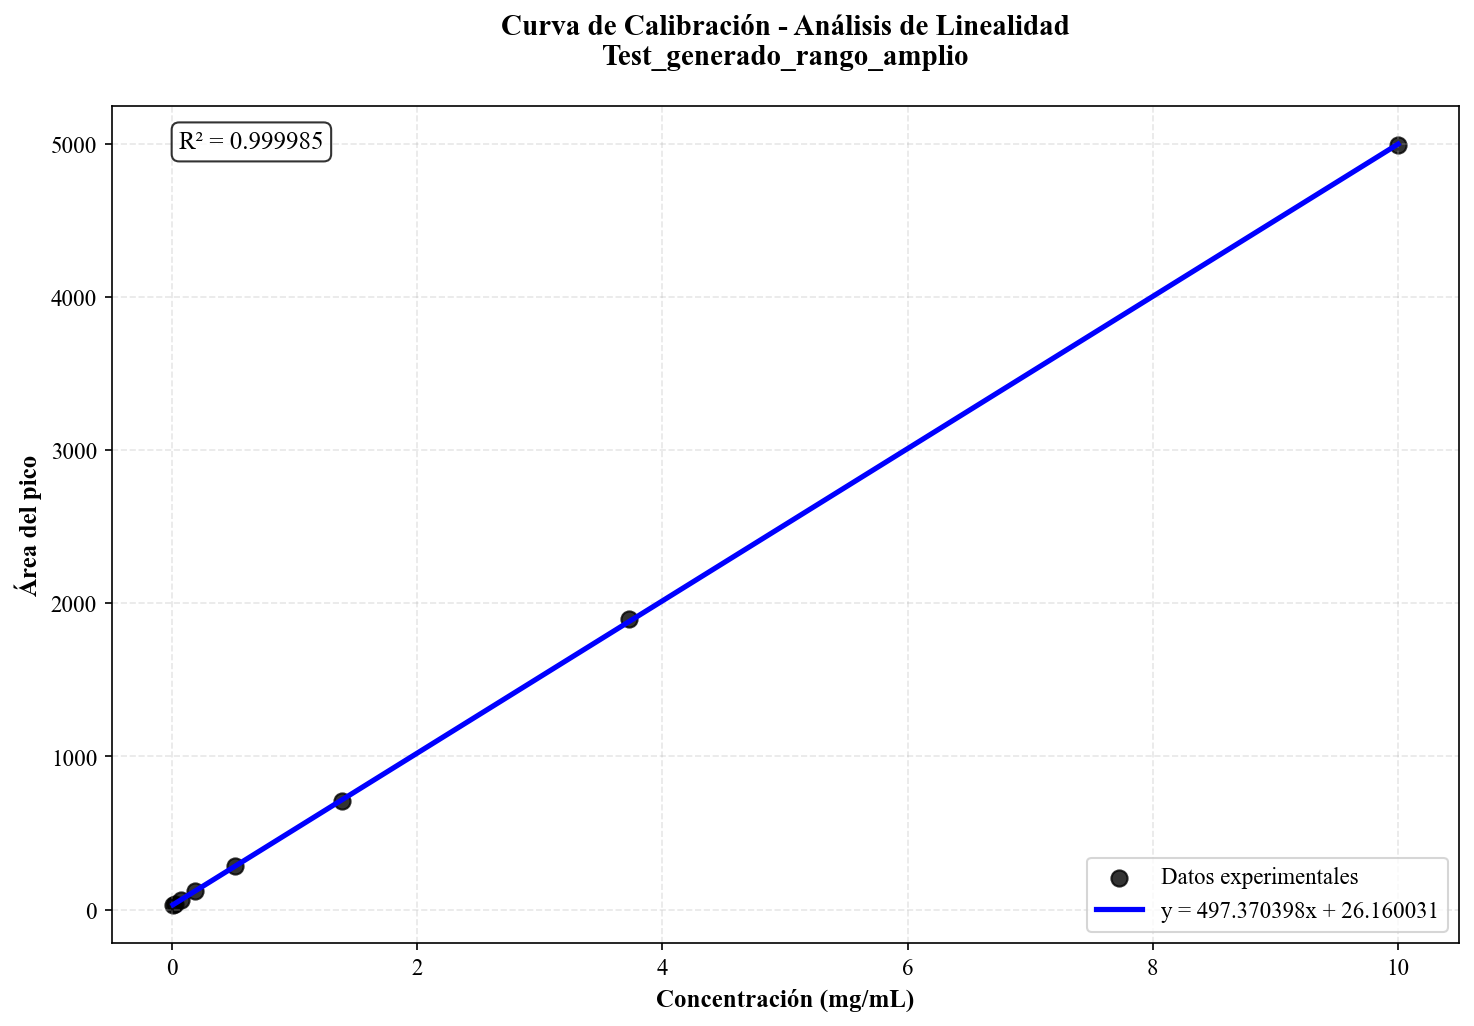 Curva de Calibración - Análisis de Linealidad
Test_generado_rango_amplio
R² = 0.999985
5000
4000
3000
2000
1000
0
Área del pico
0 2 4 6 8 10
Concentración (mg/mL)
Datos experimentales
y = 497.370398x + 26.160031